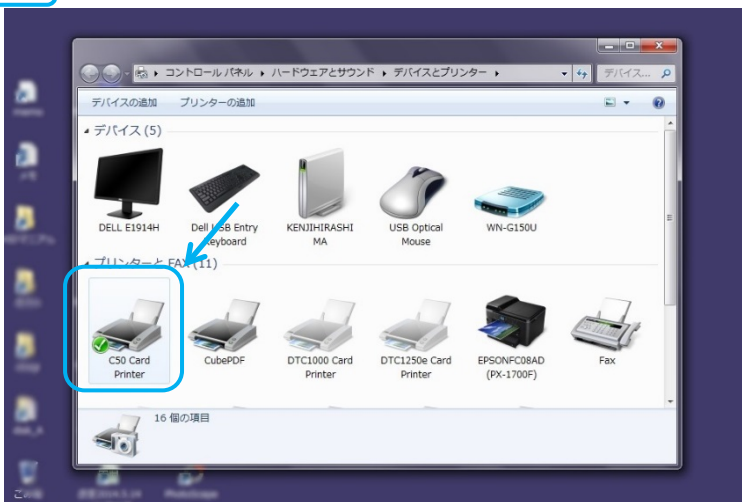 コントロール パネル ▸ ハードウェアとサウンド ▸ デバイスとプリンター ▸
デバイス...
デバイスの追加 プリンターの追加
デバイス (5)
DELL E1914H
Dell USB Entry
Keyboard
KENJIHIRASHI
MA
USB Optical
Mouse
WN-G150U
プリンターと FAX (11)
C50 Card
Printer
CubePDF
DTC1000 Card
Printer
DTC1250e Card
Printer
EPSONFC08AD
(PX-1700F)
Fax
16 個の項目